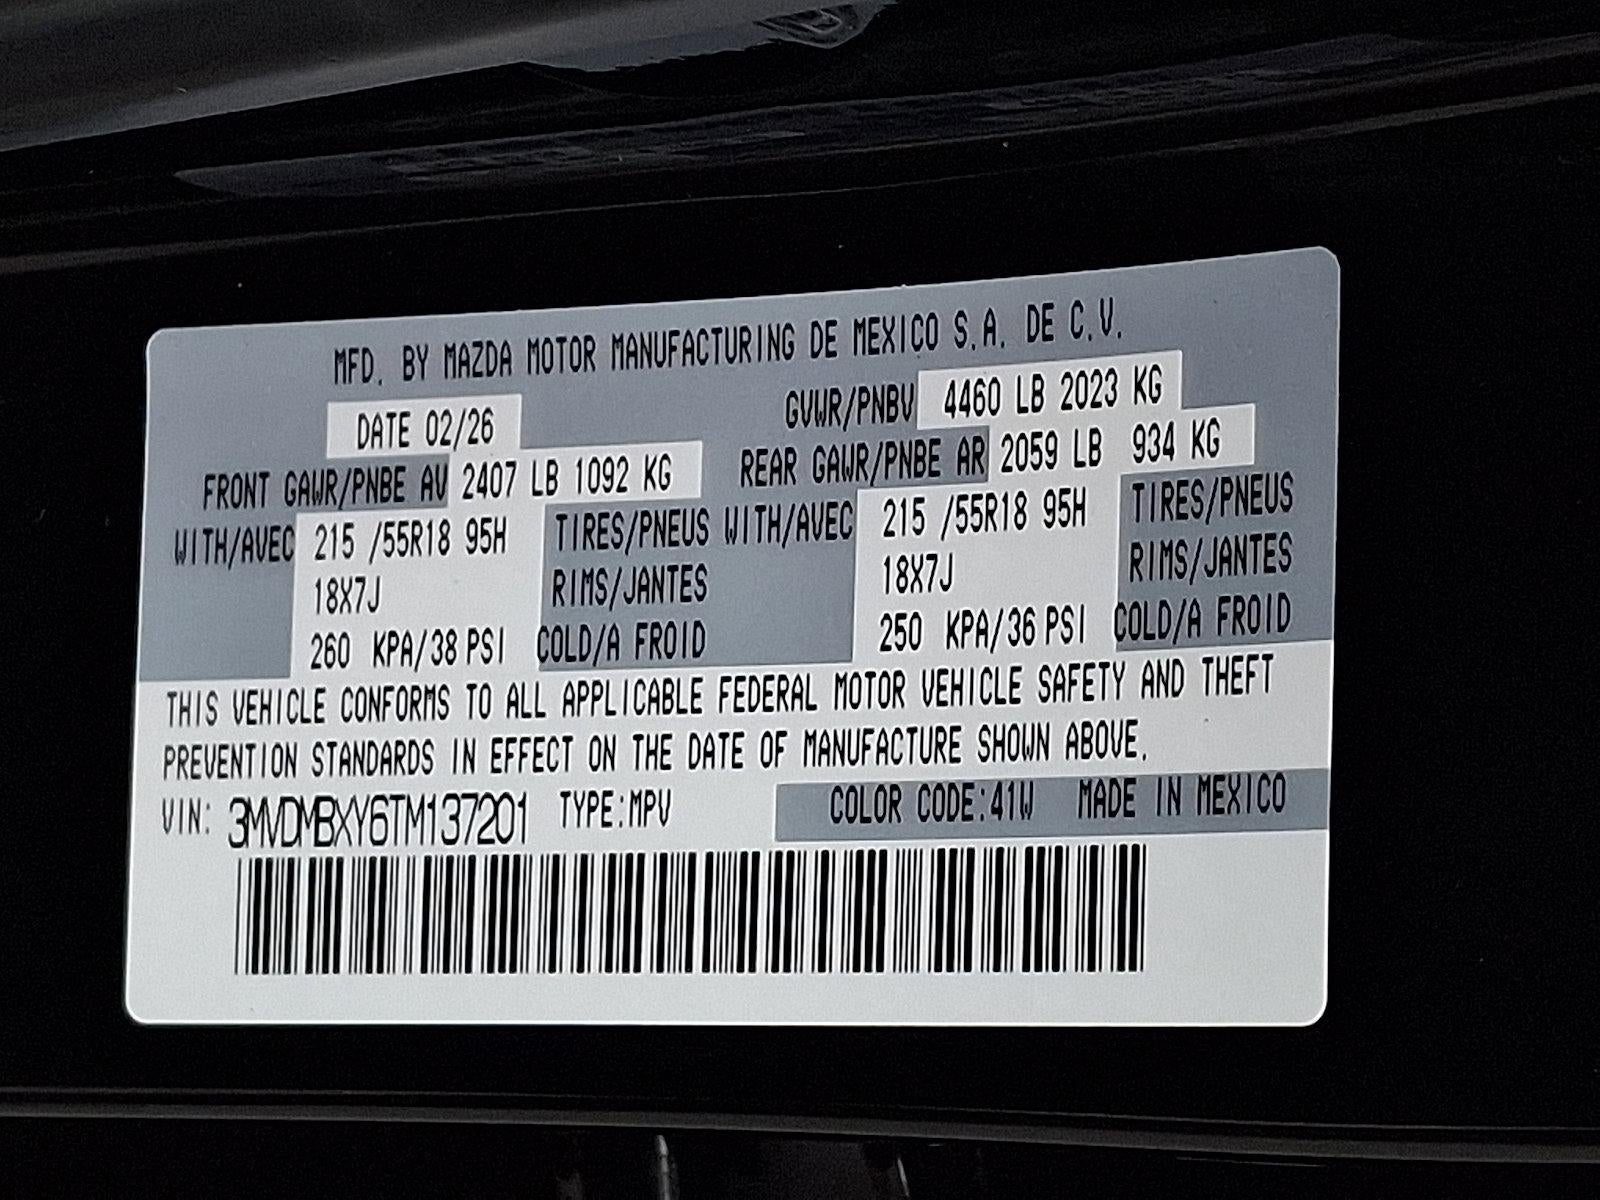 MFD. BY MAZDA MOTOR MANUFACTURING DE MEXICO S.A. DE C.V.
DATE 02/26 GVWR/PNBV 4460 LB 2023 KG
FRONT GAWR/PNBE AV 2407 LB 1092 KG REAR GAWR/PNBE AR 2059 LB 934 KG
WITH/AVEC 215 /55R18 95H TIRES/PNEUS WITH/AVEC 215 /55R18 95H TIRES/PNEUS
18X7J RIMS/JANTES 18X7J RIMS/JANTES
260 KPA/38 PSI COLD/A FROID 250 KPA/36 PSI COLD/A FROID
THIS VEHICLE CONFORMS TO ALL APPLICABLE FEDERAL MOTOR VEHICLE SAFETY AND THEFT
PREVENTION STANDARDS IN EFFECT ON THE DATE OF MANUFACTURE SHOWN ABOVE.
VIN: 3MVDMBXY6TM137201 TYPE:MPV COLOR CODE:41W MADE IN MEXICO